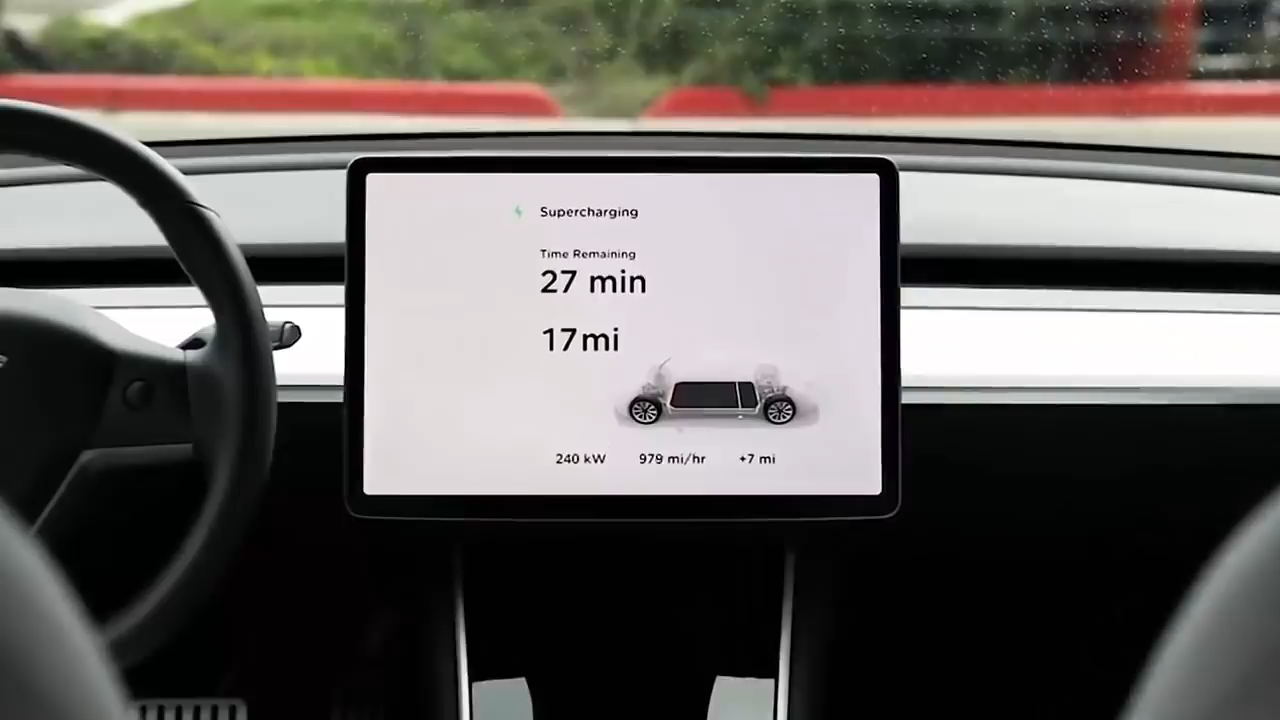 Supercharging
Time Remaining
27 min
17mi
240 kW 979 mi/hr +7 mi